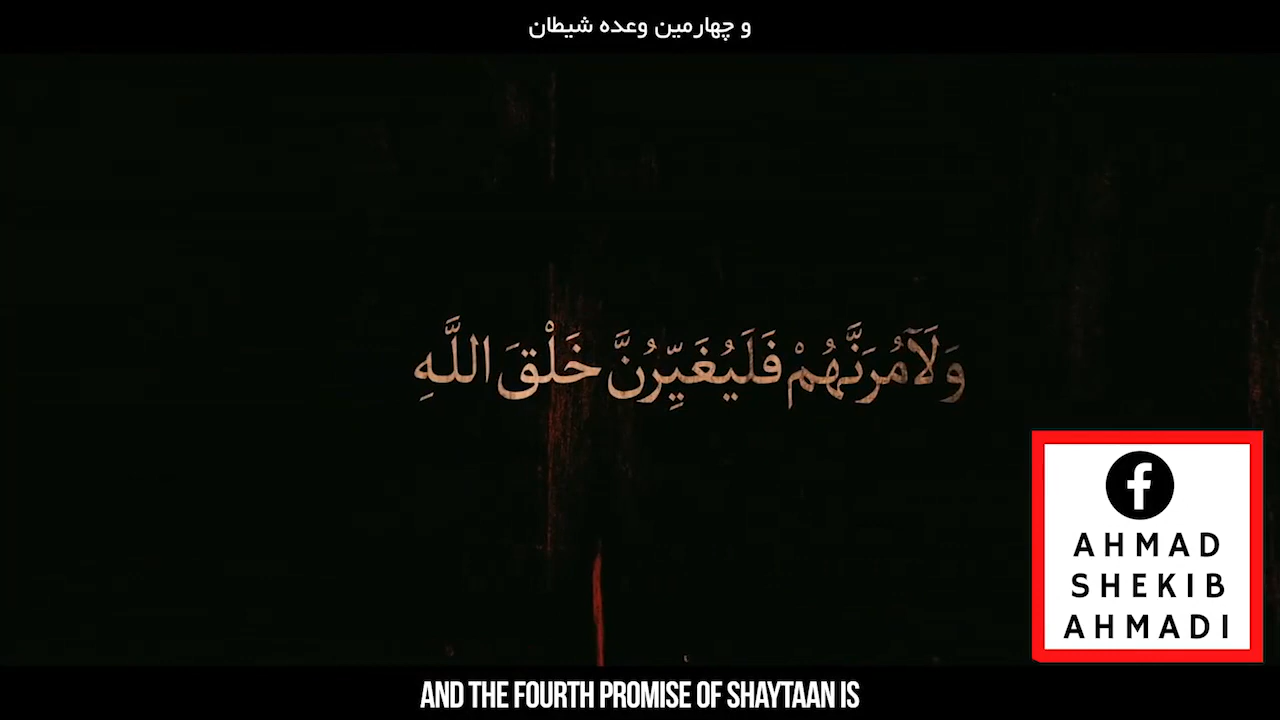 و چهارمین وعده شیطان
وَلَآمُرَنَّهُمْ فَلَيُغَيِّرُنَّ خَلْقَ اللَّهِ
f
AHMAD
SHEKIB
AHMADI
AND THE FOURTH PROMISE OF SHAYTAAN IS